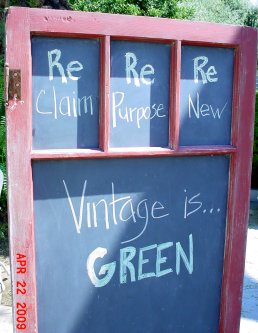 Re Re Re
Claim Purpose New
Vintage is...
GREEN
APR 22 2009